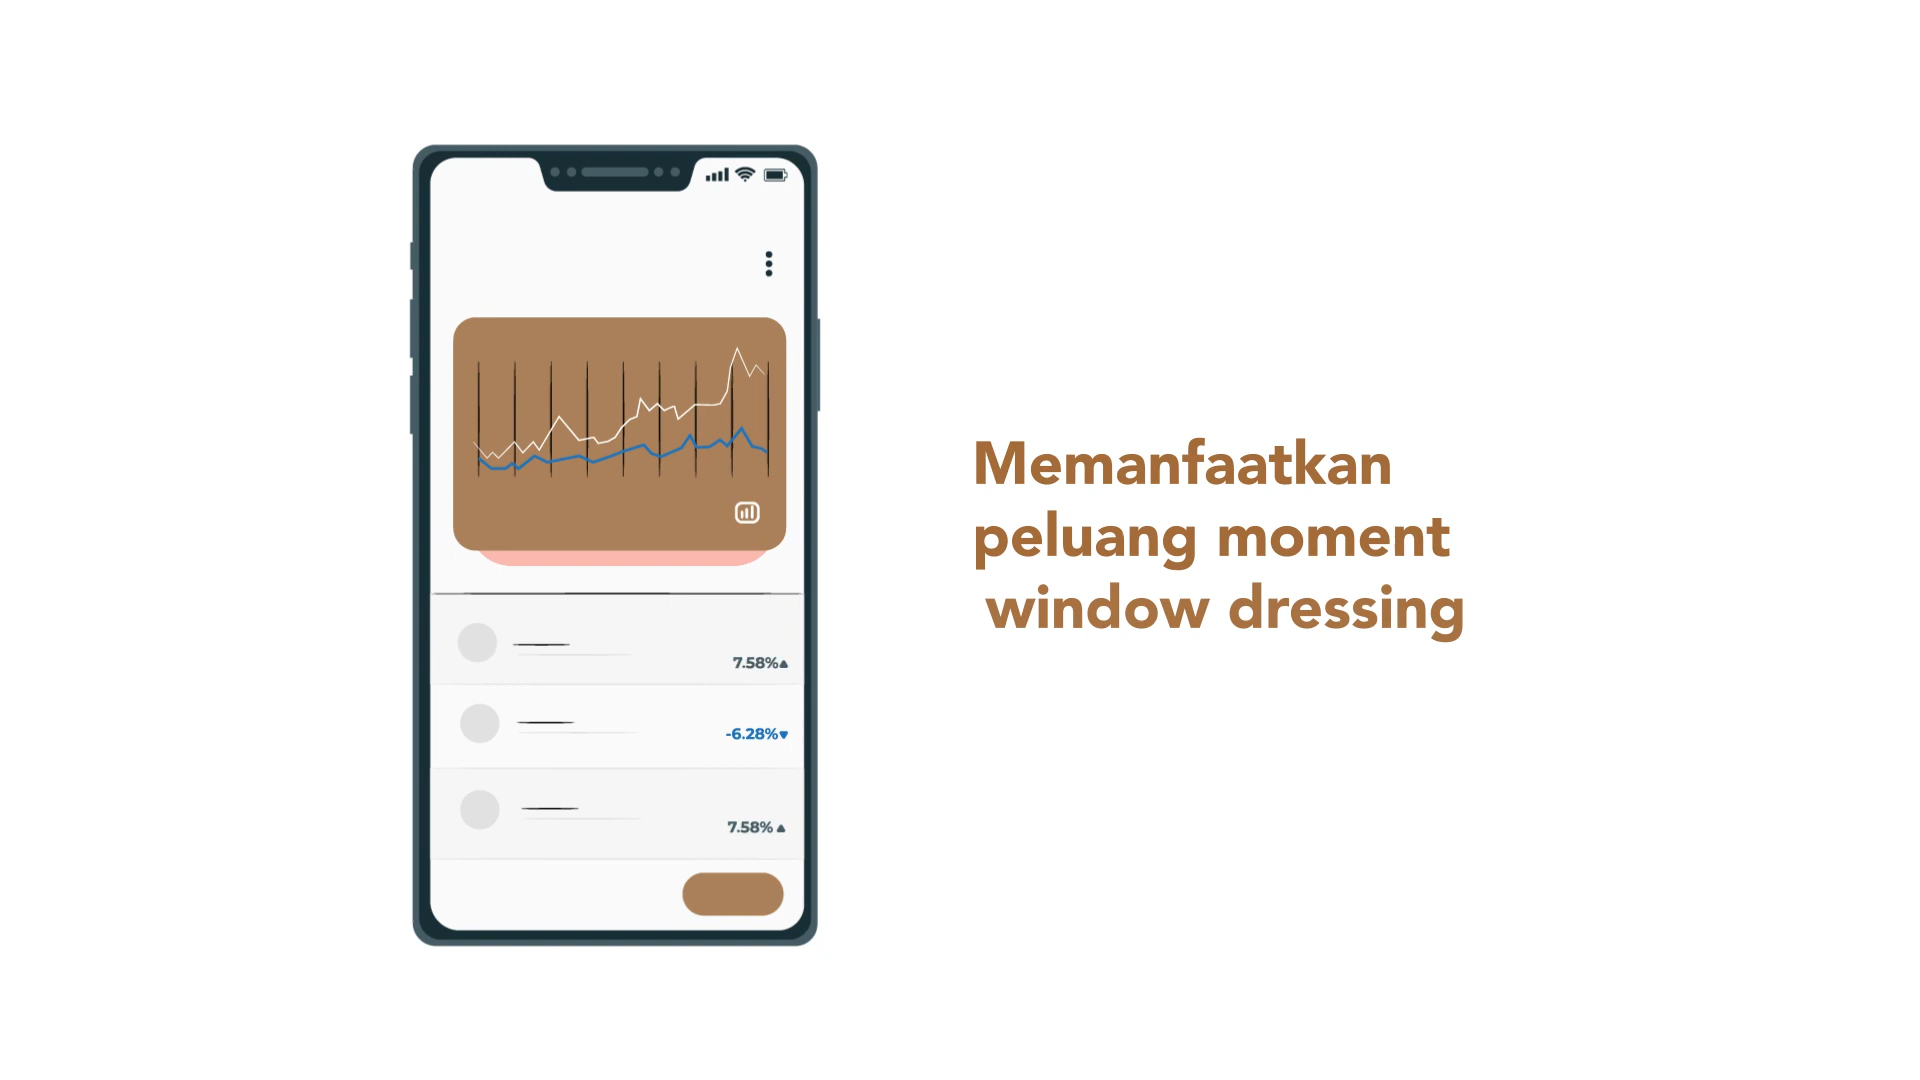 7.58%▲
-6.28%▼
7.58% ▲
Memanfaatkan
peluang moment
window dressing